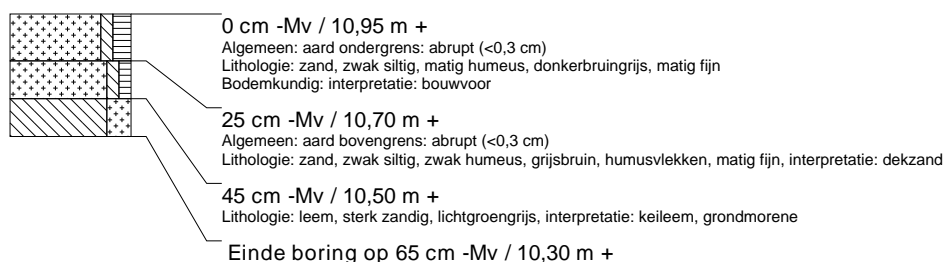 0 cm -Mv / 10,95 m +
Algemeen: aard ondergrens: abrupt (<0,3 cm)
Lithologie: zand, zwak siltig, matig humeus, donkerbruingrijs, matig fijn
Bodemkundig: interpretatie: bouwvoor
25 cm -Mv / 10,70 m +
Algemeen: aard bovengrens: abrupt (<0,3 cm)
Lithologie: zand, zwak siltig, zwak humeus, grijsbruin, humusvlekken, matig fijn, interpretatie: dekzand
45 cm -Mv / 10,50 m +
Lithologie: leem, sterk zandig, lichtgroengrijs, interpretatie: keileem, grondmorene
Einde boring op 65 cm -Mv / 10,30 m +